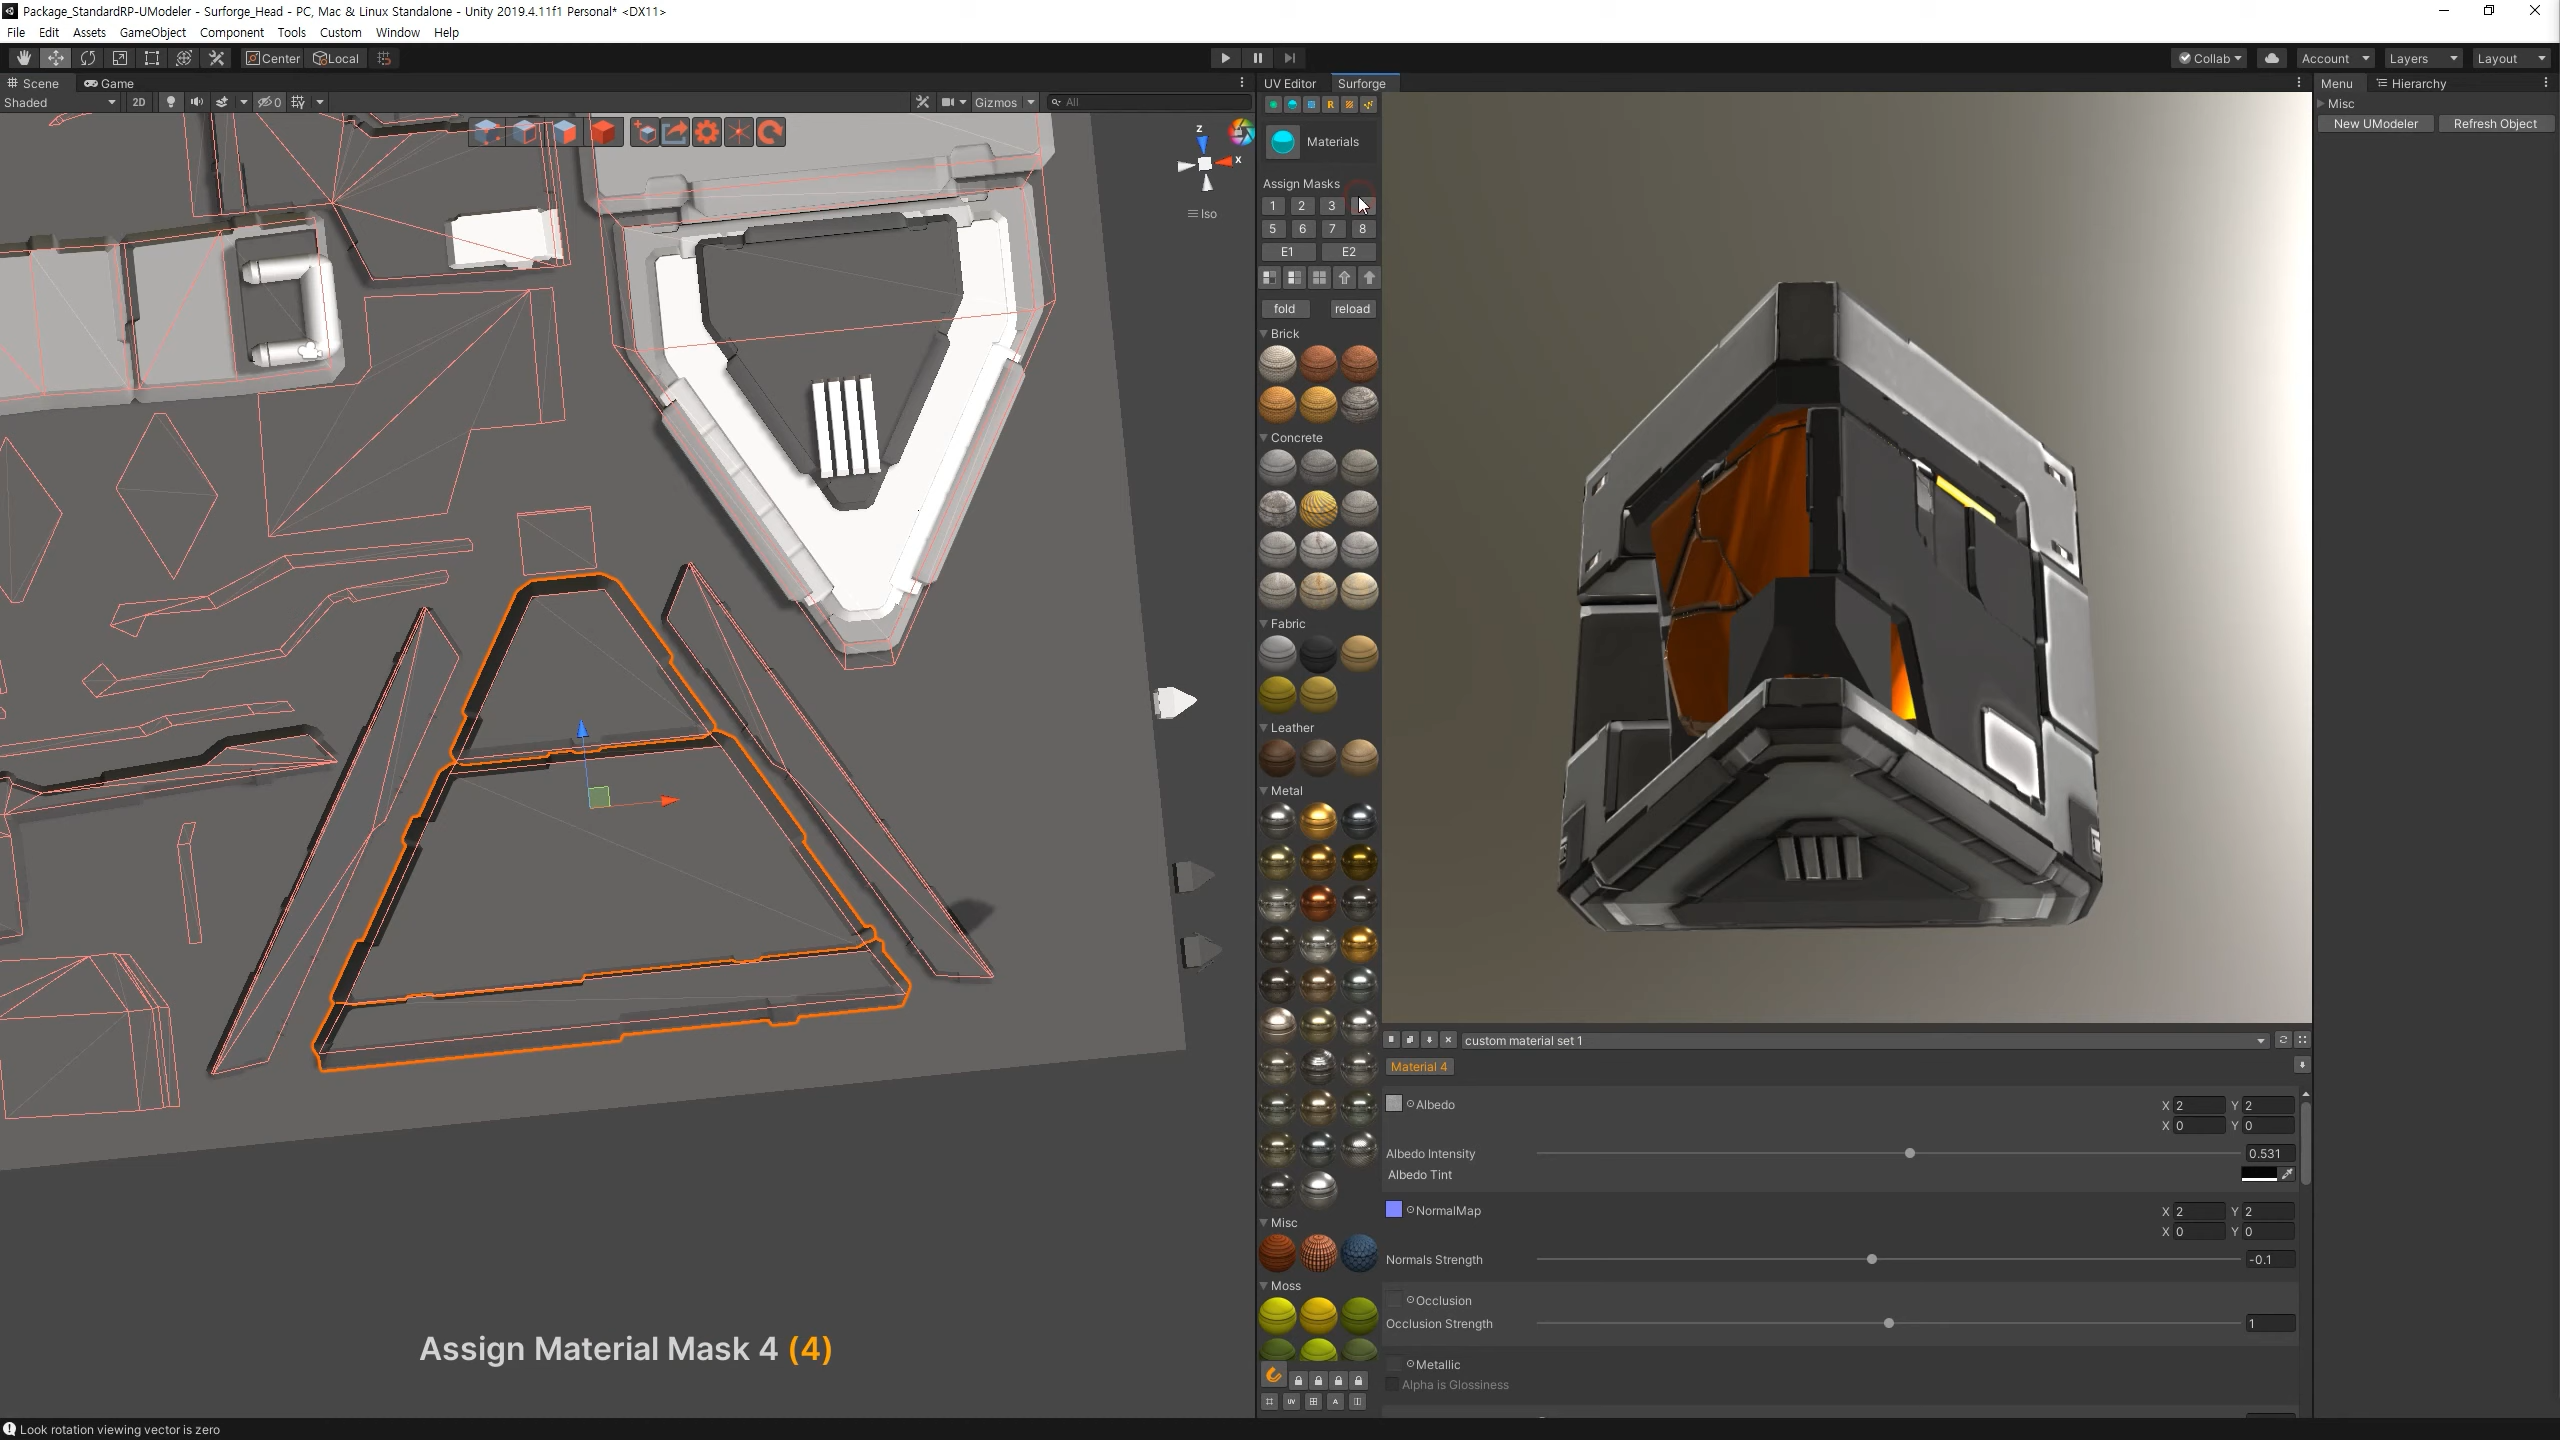 Package_StandardRP-UModeler - Surforge_Head - PC, Mac & Linux Standalone - Unity 2019.4.11f1 Personal* <DX11>
File Edit Assets GameObject Component Tools Custom Window Help
Center Local Collab Account Layers Layout
Scene Game UV Editor Surforge Menu Hierarchy
Shaded 2D 0 Gizmos All
R
Misc
New UModeler Refresh Object
Materials
z
x
Iso
Assign Masks
1 2 3
5 6 7 8
E1 E2
fold reload
Brick
Concrete
Fabric
Leather
Metal
Misc
Moss
UV A
custom material set 1
Material 4
Albedo X 2 Y 2
X 0 Y 0
Albedo Intensity 0.531
Albedo Tint
NormalMap X 2 Y 2
X 0 Y 0
Normals Strength -0.1
Occlusion
Occlusion Strength 1
Metallic
Alpha is Glossiness
Assign Material Mask 4 (4)
Look rotation viewing vector is zero